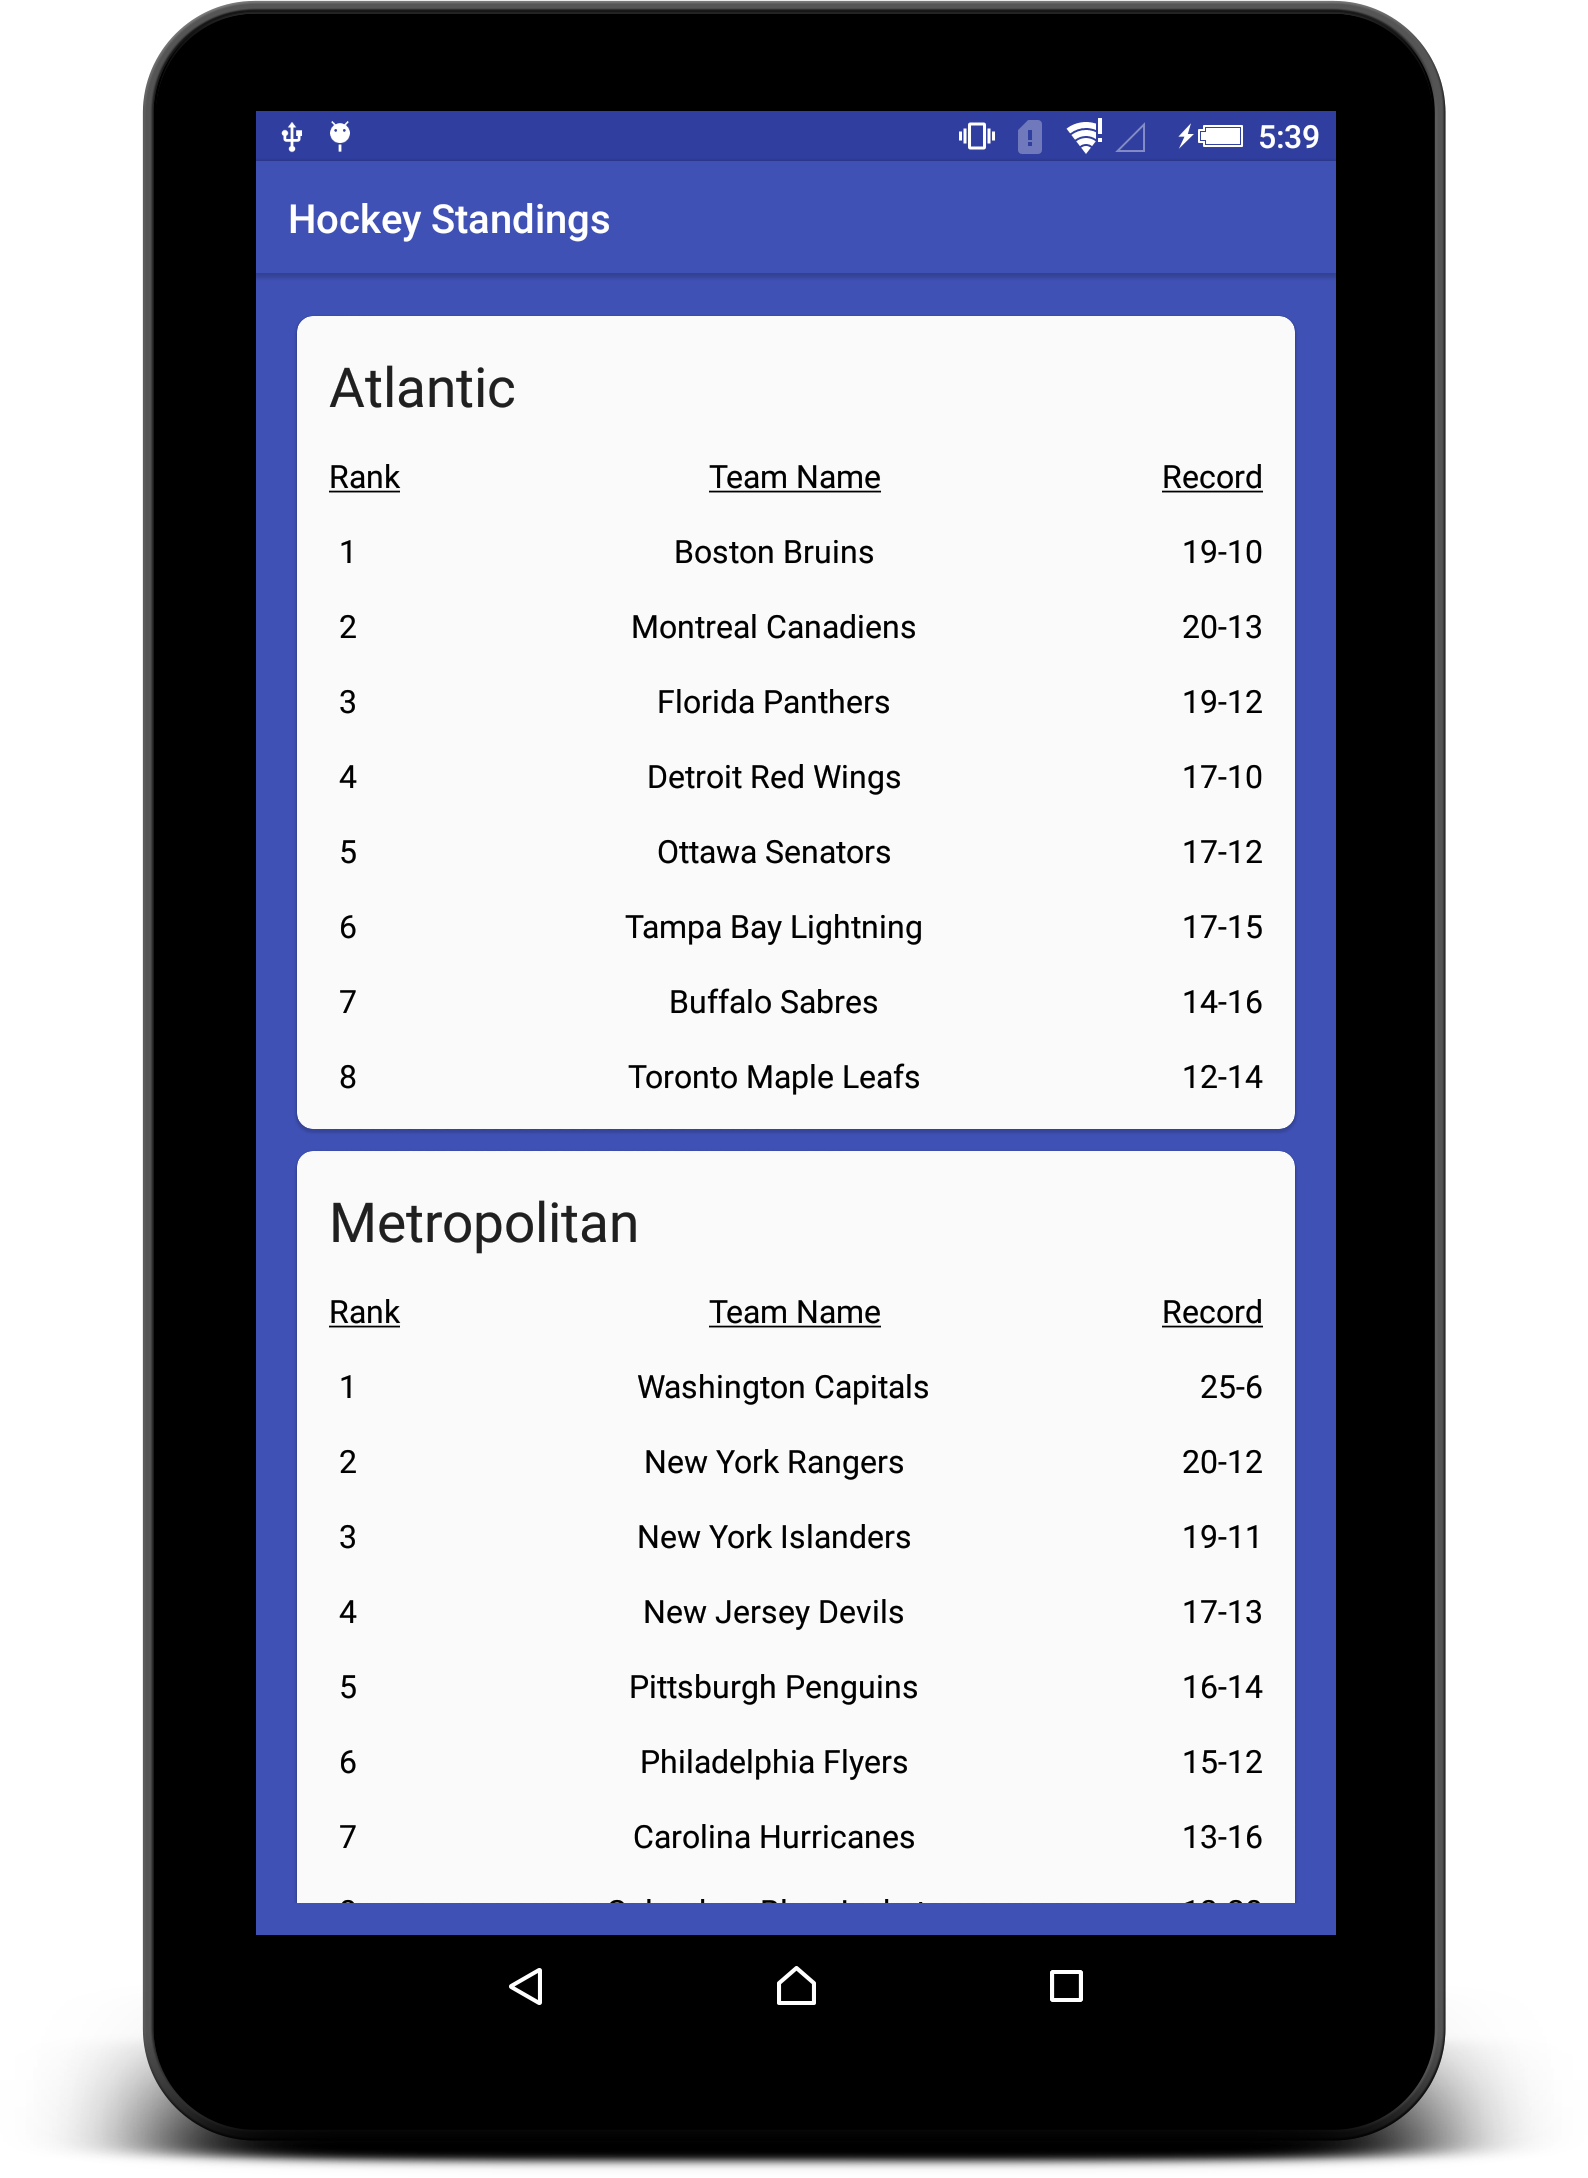 5:39
Hockey Standings
Atlantic
Rank Team Name Record
1 Boston Bruins 19-10
2 Montreal Canadiens 20-13
3 Florida Panthers 19-12
4 Detroit Red Wings 17-10
5 Ottawa Senators 17-12
6 Tampa Bay Lightning 17-15
7 Buffalo Sabres 14-16
8 Toronto Maple Leafs 12-14
Metropolitan
Rank Team Name Record
1 Washington Capitals 25-6
2 New York Rangers 20-12
3 New York Islanders 19-11
4 New Jersey Devils 17-13
5 Pittsburgh Penguins 16-14
6 Philadelphia Flyers 15-12
7 Carolina Hurricanes 13-16